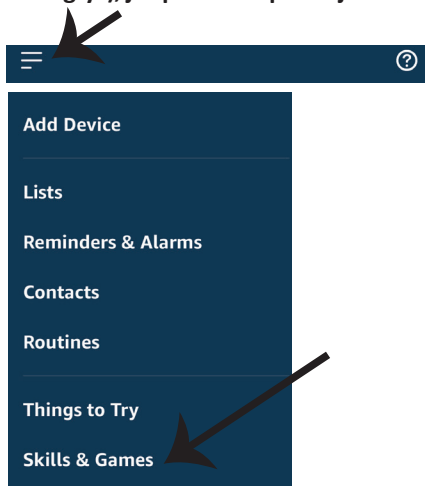 ?
Add Device
Lists
Reminders & Alarms
Contacts
Routines
Things to Try
Skills & Games